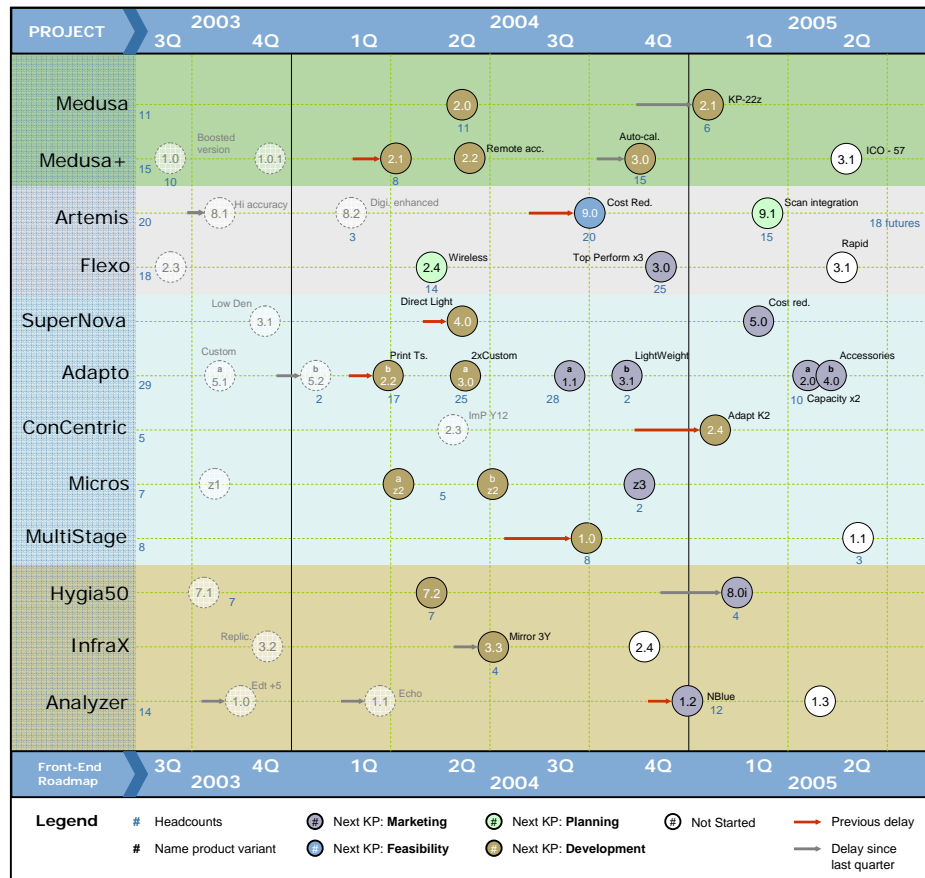 PROJECT
2003
2004
2005
3Q
4Q
1Q
2Q
3Q
4Q
1Q
2Q
Medusa
11
2.0
11
2.1
KP-22z
6
Medusa+
15
1.0
10
Boosted
version
1.0.1
2.1
8
2.2
Remote acc.
Auto-cal.
3.0
15
3.1
ICO - 57
Artemis
20
8.1
Hi accuracy
8.2
Digi. enhanced
3
9.0
Cost Red.
20
9.1
Scan integration
15
18 futures
Flexo
18
2.3
2.4
Wireless
14
Top Perform x3
3.0
25
Rapid
3.1
SuperNova
Low Den
3.1
Direct Light
4.0
Cost red.
5.0
Adapto
29
Custom
a
5.1
b
5.2
2
Print Ts.
b
2.2
17
2xCustom
a
3.0
25
a
1.1
28
LightWeight
b
3.1
2
a
2.0
b
4.0
Accessories
10
Capacity x2
ConCentric
5
ImP Y12
2.3
Adapt K2
2.4
Micros
7
z1
a
z2
5
b
z2
z3
2
MultiStage
8
1.0
8
1.1
3
Hygia50
7.1
7
7.2
7
8.0i
4
InfraX
Replic.
3.2
3.3
Mirror 3Y
4
2.4
Analyzer
14
Edt +5
1.0
Echo
1.1
1.2
NBlue
12
1.3
Front-End
Roadmap
3Q
4Q
1Q
2Q
3Q
4Q
1Q
2Q
2003
2004
2005
Legend
# Headcounts
# Name product variant
# Next KP: Marketing
# Next KP: Feasibility
# Next KP: Planning
# Next KP: Development
# Not Started
Previous delay
Delay since
last quarter